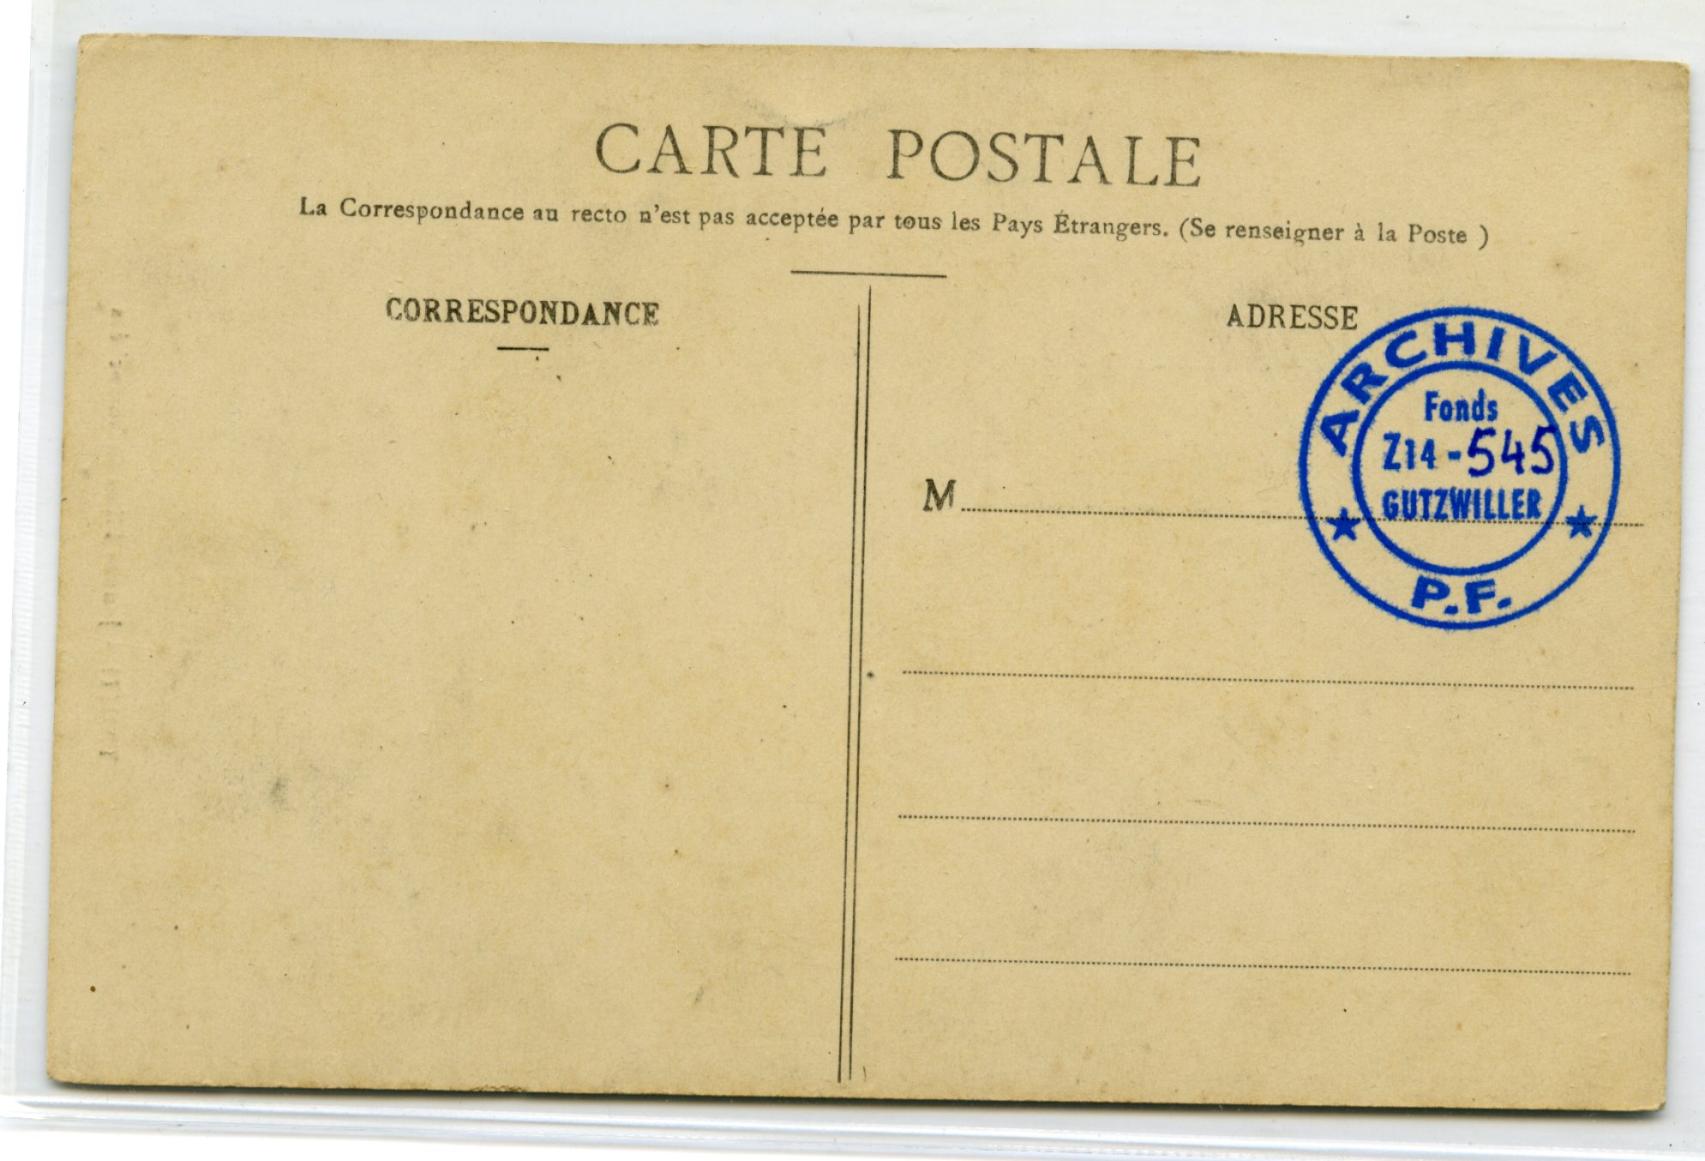 CARTE POSTALE
La Correspondance au recto n'est pas acceptée par tous les Pays Étrangers. (Se renseigner à la Poste )
CORRESPONDANCE
ADRESSE
M
ARCHIVES
Fonds
Z14-545
GUTZWILLER
P.F.